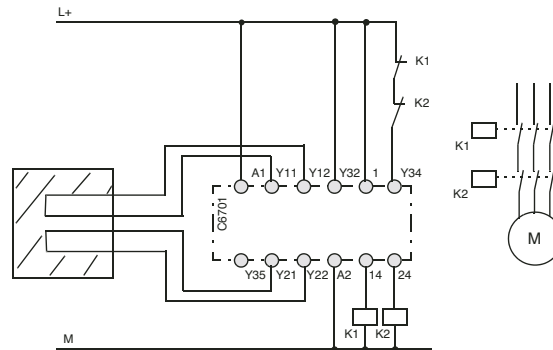 L+
K1
K2
A1 Y11 Y12 Y32 1 Y34
C6701
Y35 Y21 Y22 A2 14 24
K1 K2
M
K1
K2
M